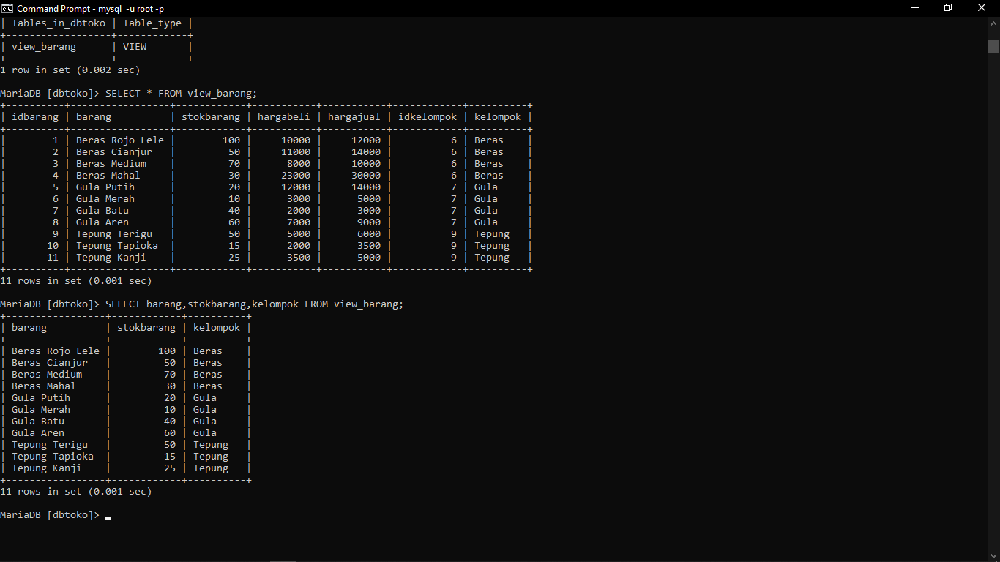 Command Prompt - mysql  -u root -p
| Tables_in_dbtoko | Table_type |
+------------------+------------+
| view_barang      | VIEW       |
+------------------+------------+
1 row in set (0.002 sec)

MariaDB [dbtoko]> SELECT * FROM view_barang;
+----------+-----------------+------------+-----------+-----------+------------+----------+
| idbarang | barang          | stokbarang | hargabeli | hargajual | idkelompok | kelompok |
+----------+-----------------+------------+-----------+-----------+------------+----------+
|        1 | Beras Rojo Lele |        100 |     10000 |     12000 |          6 | Beras    |
|        2 | Beras Cianjur   |         50 |     11000 |     14000 |          6 | Beras    |
|        3 | Beras Medium    |         70 |      8000 |     10000 |          6 | Beras    |
|        4 | Beras Mahal     |         30 |     23000 |     30000 |          6 | Beras    |
|        5 | Gula Putih      |         20 |     12000 |     14000 |          7 | Gula     |
|        6 | Gula Merah      |         10 |      3000 |      5000 |          7 | Gula     |
|        7 | Gula Batu       |         40 |      2000 |      3000 |          7 | Gula     |
|        8 | Gula Aren       |         60 |      7000 |      9000 |          7 | Gula     |
|        9 | Tepung Terigu   |         50 |      5000 |      6000 |          9 | Tepung   |
|       10 | Tepung Tapioka  |         15 |      2000 |      3500 |          9 | Tepung   |
|       11 | Tepung Kanji    |         25 |      3500 |      5000 |          9 | Tepung   |
+----------+-----------------+------------+-----------+-----------+------------+----------+
11 rows in set (0.001 sec)

MariaDB [dbtoko]> SELECT barang,stokbarang,kelompok FROM view_barang;
+-----------------+------------+----------+
| barang          | stokbarang | kelompok |
+-----------------+------------+----------+
| Beras Rojo Lele |        100 | Beras    |
| Beras Cianjur   |         50 | Beras    |
| Beras Medium    |         70 | Beras    |
| Beras Mahal     |         30 | Beras    |
| Gula Putih      |         20 | Gula     |
| Gula Merah      |         10 | Gula     |
| Gula Batu       |         40 | Gula     |
| Gula Aren       |         60 | Gula     |
| Tepung Terigu   |         50 | Tepung   |
| Tepung Tapioka  |         15 | Tepung   |
| Tepung Kanji    |         25 | Tepung   |
+-----------------+------------+----------+
11 rows in set (0.001 sec)

MariaDB [dbtoko]> _